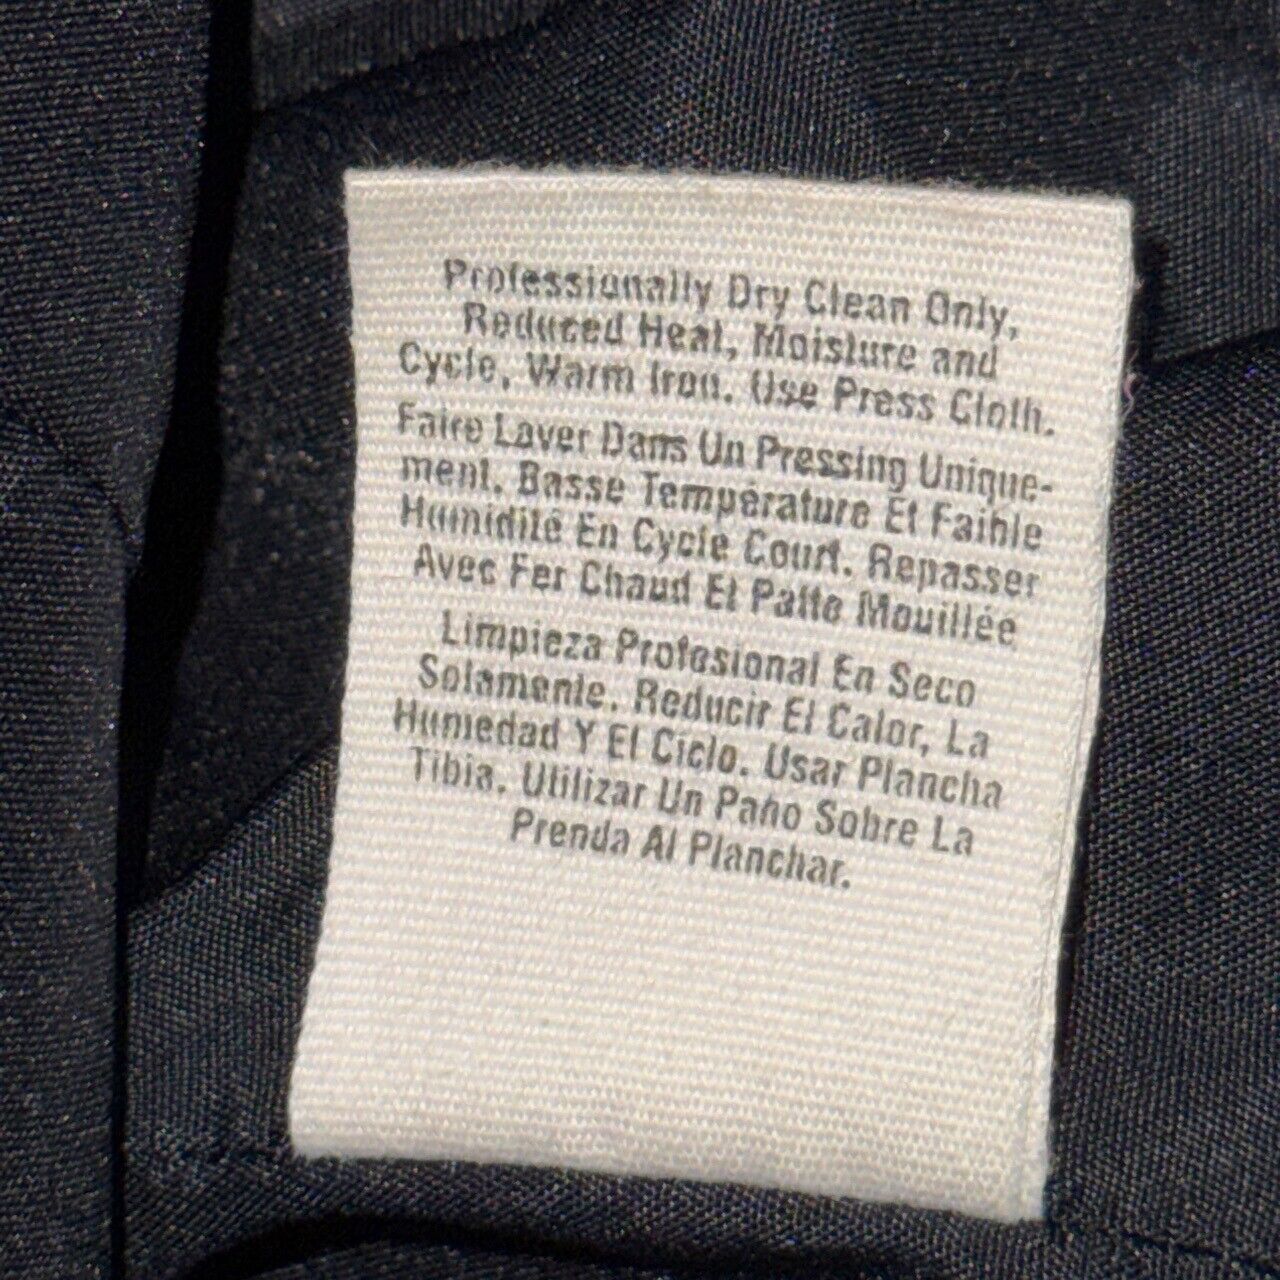 Professionally Dry Clean Only,
Reduced Heat, Moisture and
Cycle, Warm Iron. Use Press Cloth.
Faire Laver Dans Un Pressing Unique-
ment. Basse Température Et Faible
Humidité En Cycle Court. Repasser
Avec Fer Chaud Et Patte Mouillée
Limpieza Profesional En Seco
Solamente. Reducir El Calor, La
Humedad Y El Ciclo. Usar Plancha
Tibia. Utilizar Un Paño Sobre La
Prenda Al Planchar.